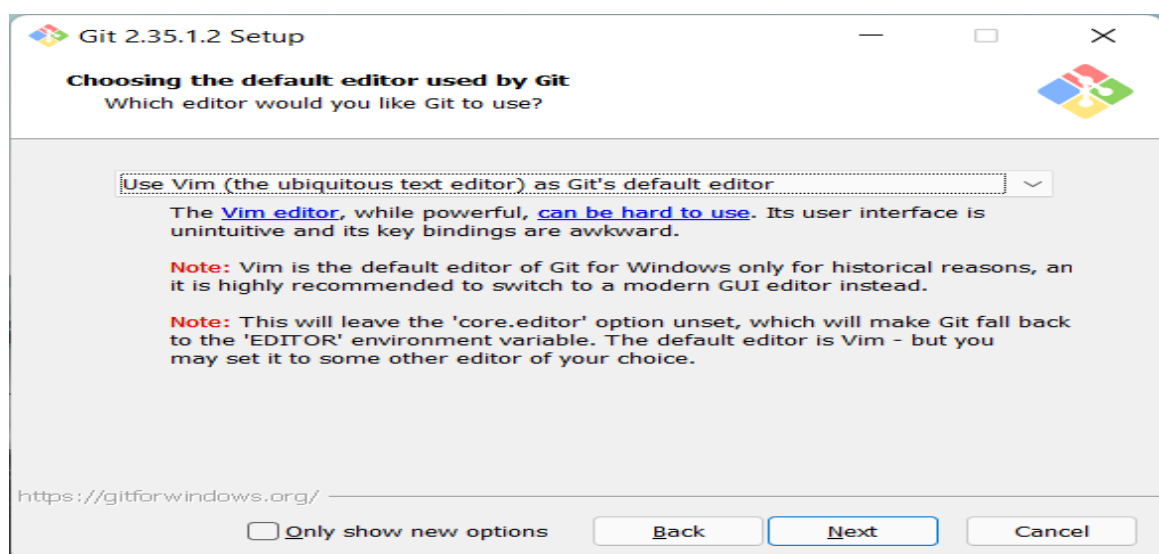 Git 2.35.1.2 Setup
Choosing the default editor used by Git
Which editor would you like Git to use?
Use Vim (the ubiquitous text editor) as Git's default editor
The Vim editor, while powerful, can be hard to use. Its user interface is
unintuitive and its key bindings are awkward.
Note: Vim is the default editor of Git for Windows only for historical reasons, an
it is highly recommended to switch to a modern GUI editor instead.
Note: This will leave the 'core.editor' option unset, which will make Git fall back
to the 'EDITOR' environment variable. The default editor is Vim - but you
may set it to some other editor of your choice.
https://gitforwindows.org/
Only show new options Back Next Cancel